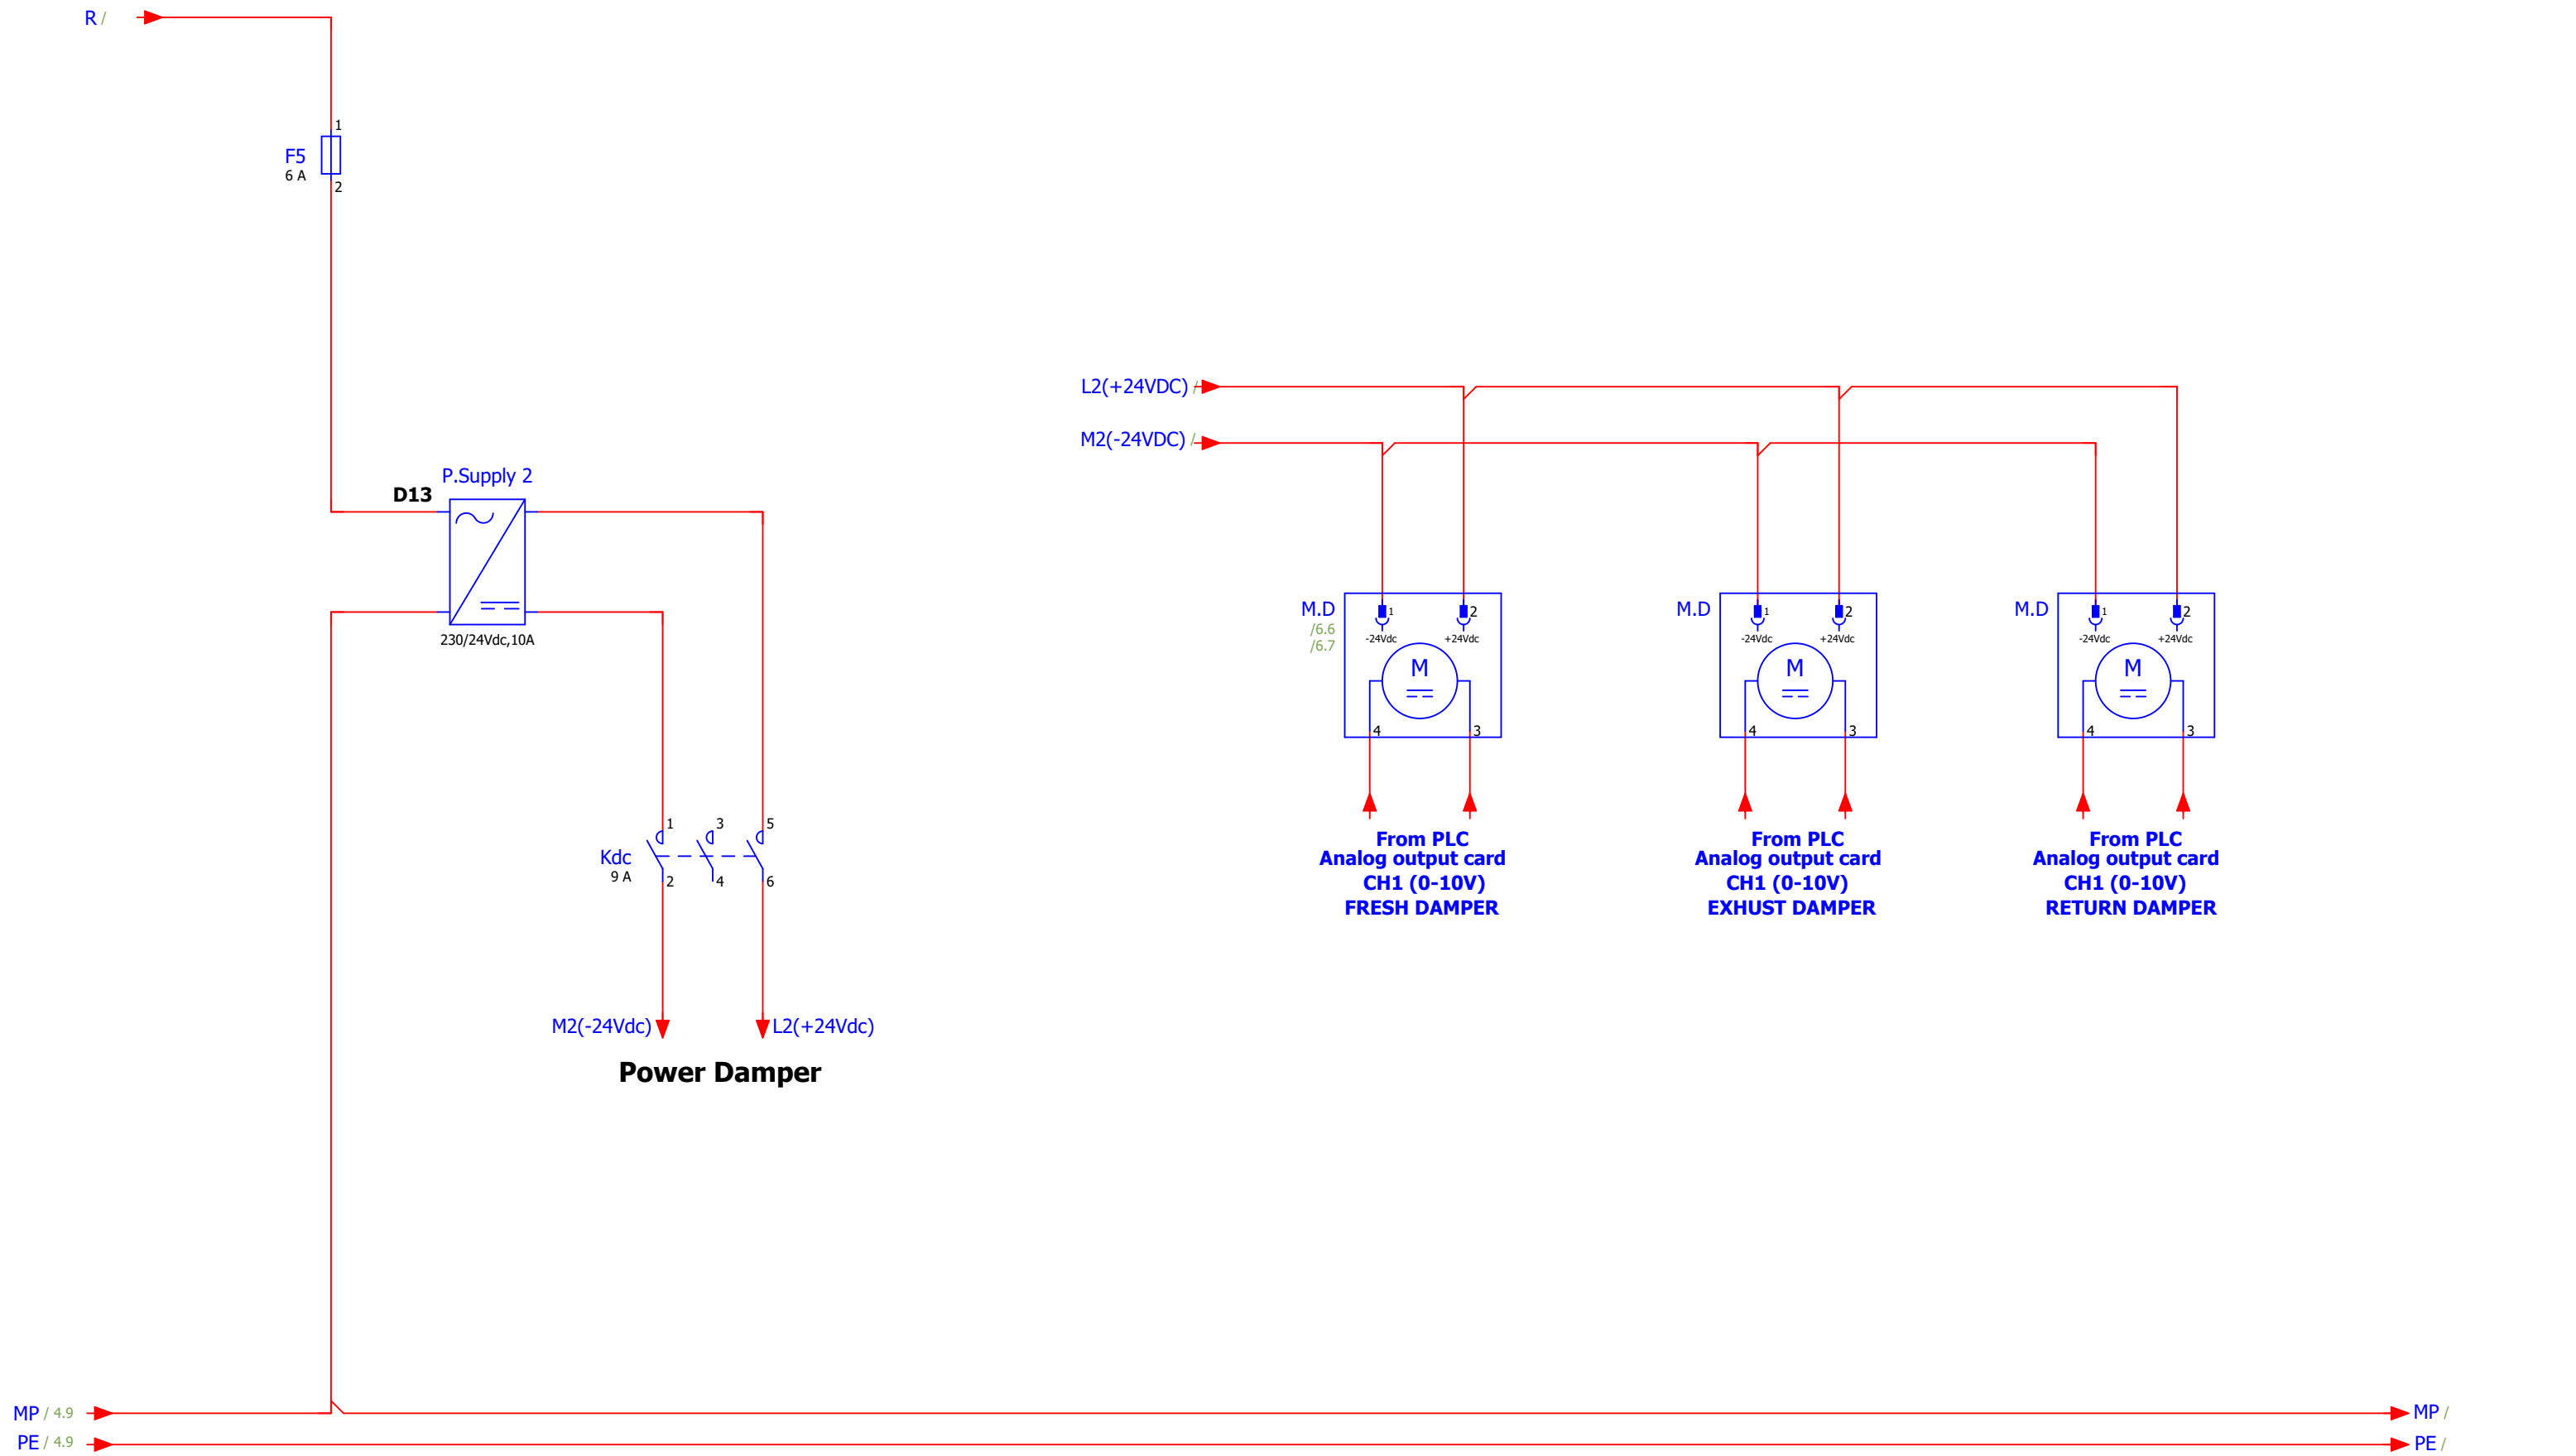 R /
1
F5
6 A
2
L2(+24VDC) /
M2(-24VDC) /
P.Supply 2
D13
230/24Vdc,10A
M.D
/6.6
/6.7
1
2
-24Vdc
+24Vdc
M
4
3
M.D
1
2
-24Vdc
+24Vdc
M
4
3
M.D
1
2
-24Vdc
+24Vdc
M
4
3
1
3
5
Kdc
9 A
2
4
6
From PLC
Analog output card
CH1 (0-10V)
FRESH DAMPER
From PLC
Analog output card
CH1 (0-10V)
EXHUST DAMPER
From PLC
Analog output card
CH1 (0-10V)
RETURN DAMPER
M2(-24Vdc)
L2(+24Vdc)
Power Damper
MP / 4.9
MP /
PE / 4.9
PE /